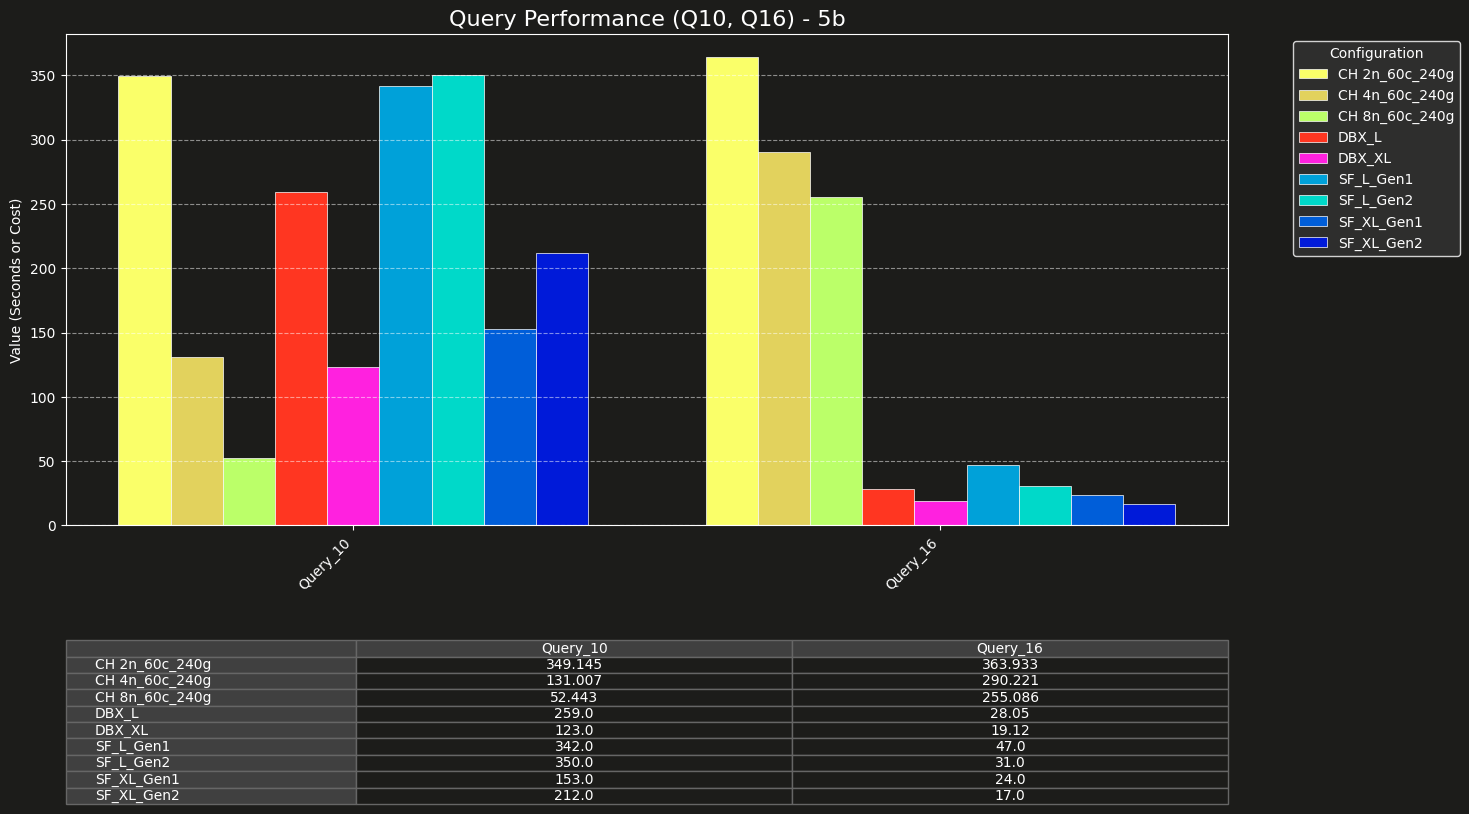 Query Performance (Q10, Q16) - 5b
Value (Seconds or Cost)
350
300
250
200
150
100
50
0
Query_10
Query_16
Configuration
CH 2n_60c_240g
CH 4n_60c_240g
CH 8n_60c_240g
DBX_L
DBX_XL
SF_L_Gen1
SF_L_Gen2
SF_XL_Gen1
SF_XL_Gen2
Query_10 Query_16
CH 2n_60c_240g 349.145 363.933
CH 4n_60c_240g 131.007 290.221
CH 8n_60c_240g 52.443 255.086
DBX_L 259.0 28.05
DBX_XL 123.0 19.12
SF_L_Gen1 342.0 47.0
SF_L_Gen2 350.0 31.0
SF_XL_Gen1 153.0 24.0
SF_XL_Gen2 212.0 17.0